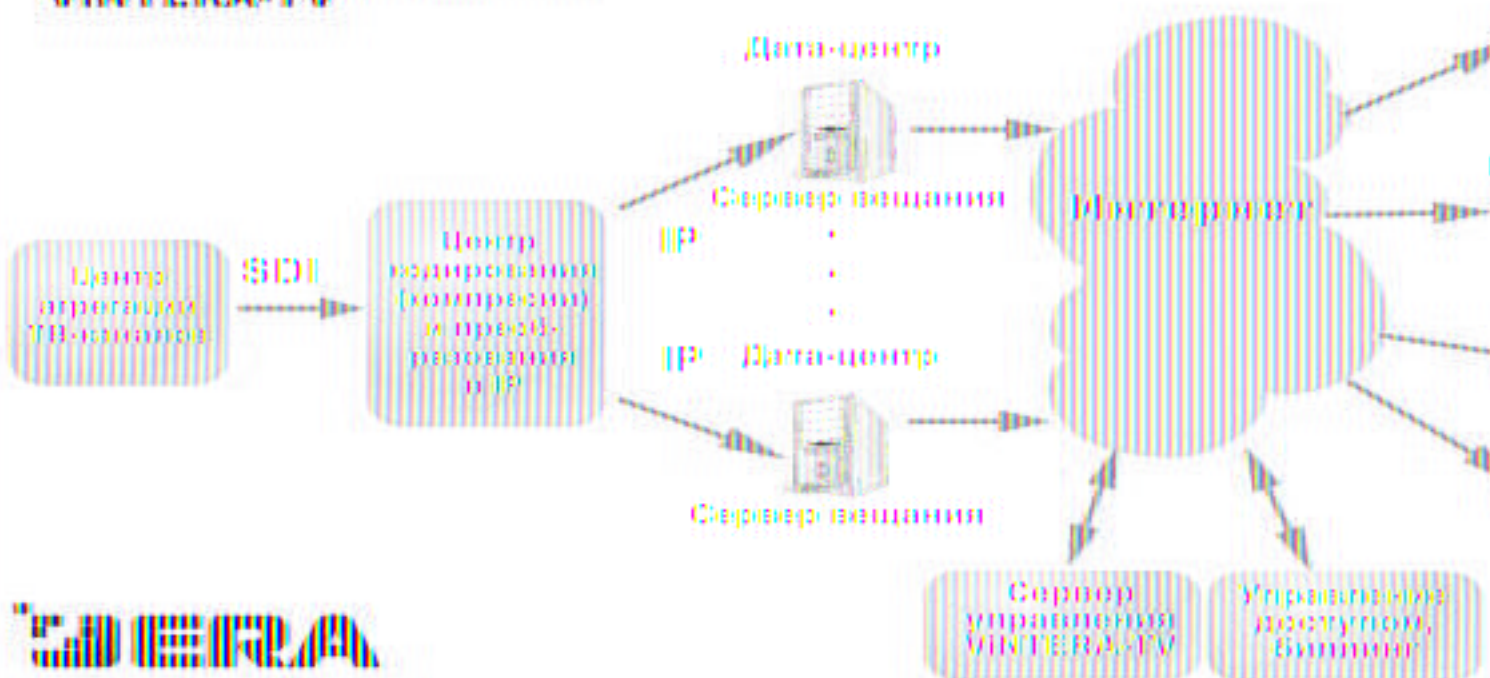 Дата-центр
Сервер вещания
Центр
агрегации
ТВ-каналов
SDI
Центр
кодирования
(компрессии)
и преоб-
разования
в IP
IP
IP
Дата-центр
Сервер вещания
Интернет
Сервер
управления
VINTERA-TV
Управление
доступом,
биллинг
ERA